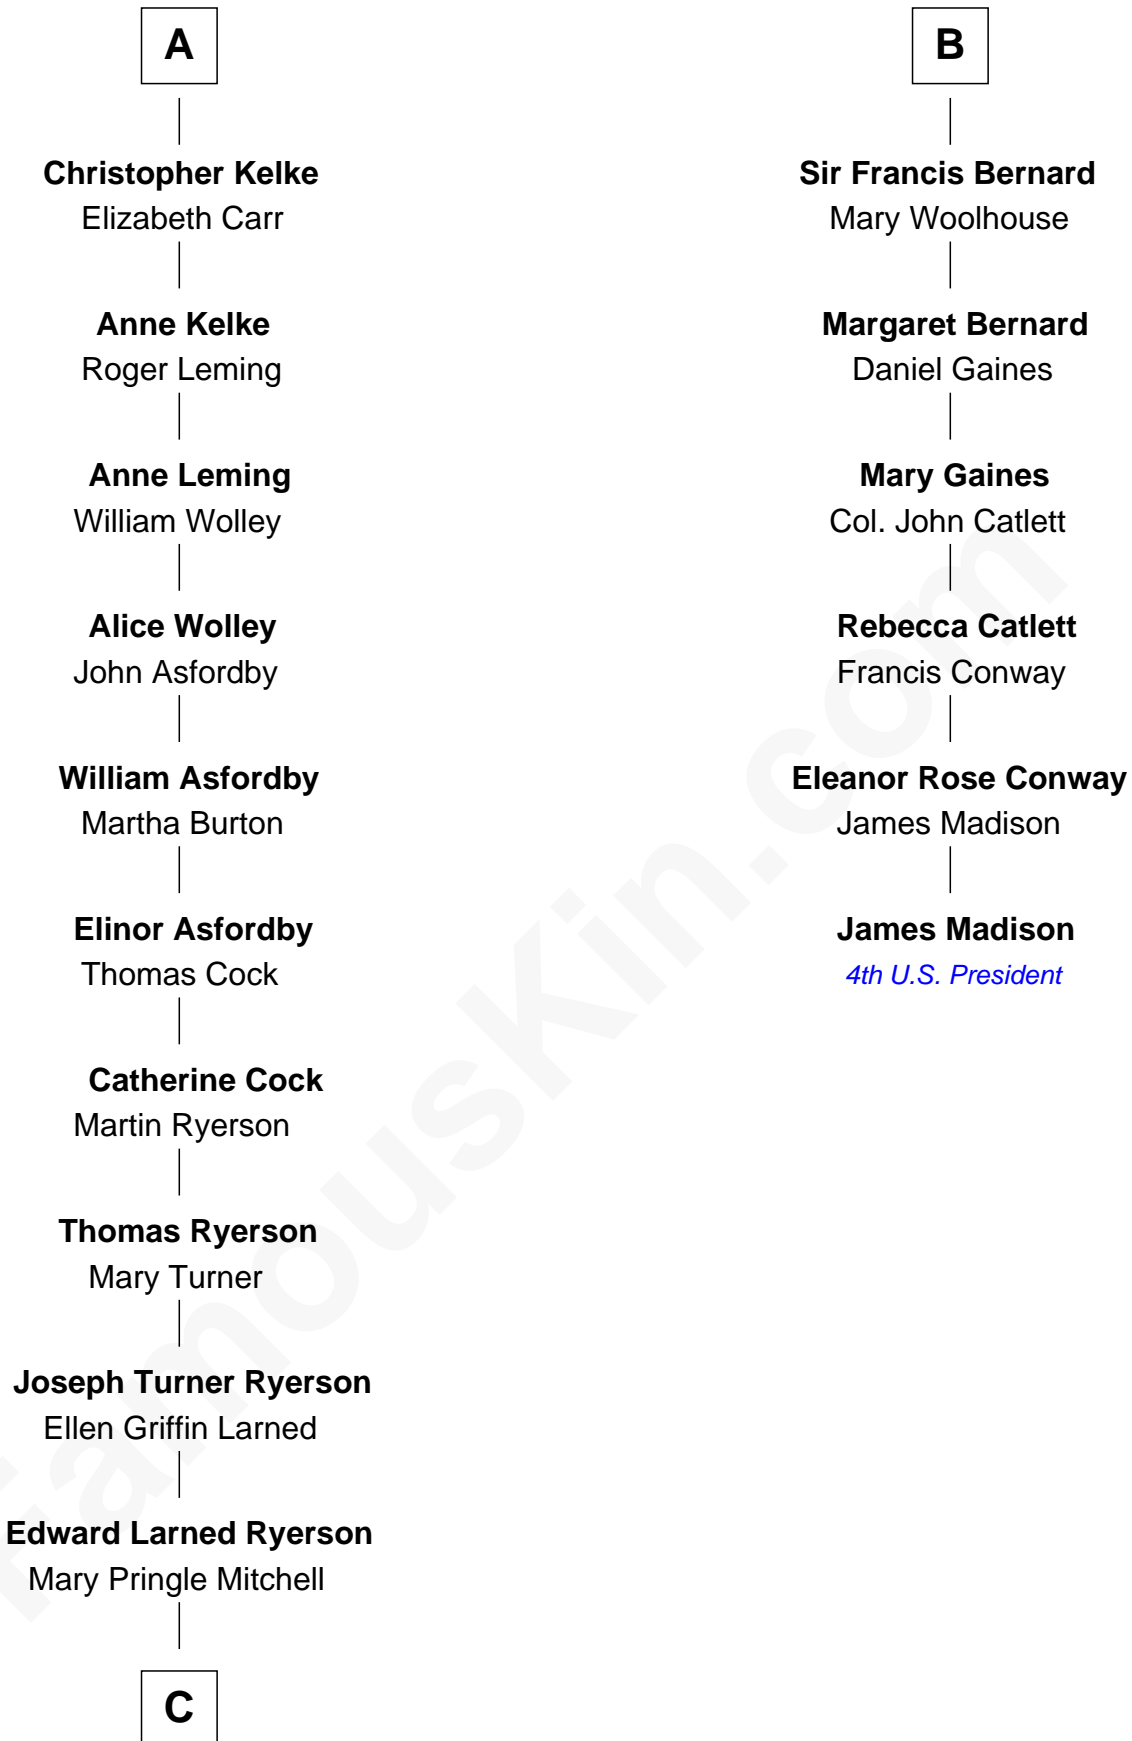 A
Christopher Kelke
Elizabeth Carr
Anne Kelke
Roger Leming
Anne Leming
William Wolley
Alice Wolley
John Asfordby
William Asfordby
Martha Burton
Elinor Asfordby
Thomas Cock
Catherine Cock
Martin Ryerson
Thomas Ryerson
Mary Turner
Joseph Turner Ryerson
Ellen Griffin Larned
Edward Larned Ryerson
Mary Pringle Mitchell
C
B
Sir Francis Bernard
Mary Woolhouse
Margaret Bernard
Daniel Gaines
Mary Gaines
Col. John Catlett
Rebecca Catlett
Francis Conway
Eleanor Rose Conway
James Madison
James Madison
4th U.S. President
FamousKin.com